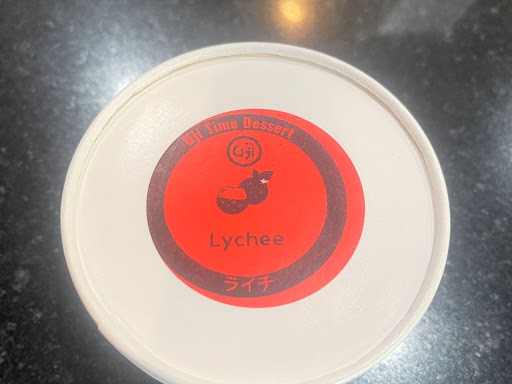 Uji Time Dessert
Uji
Lychee
ライチ